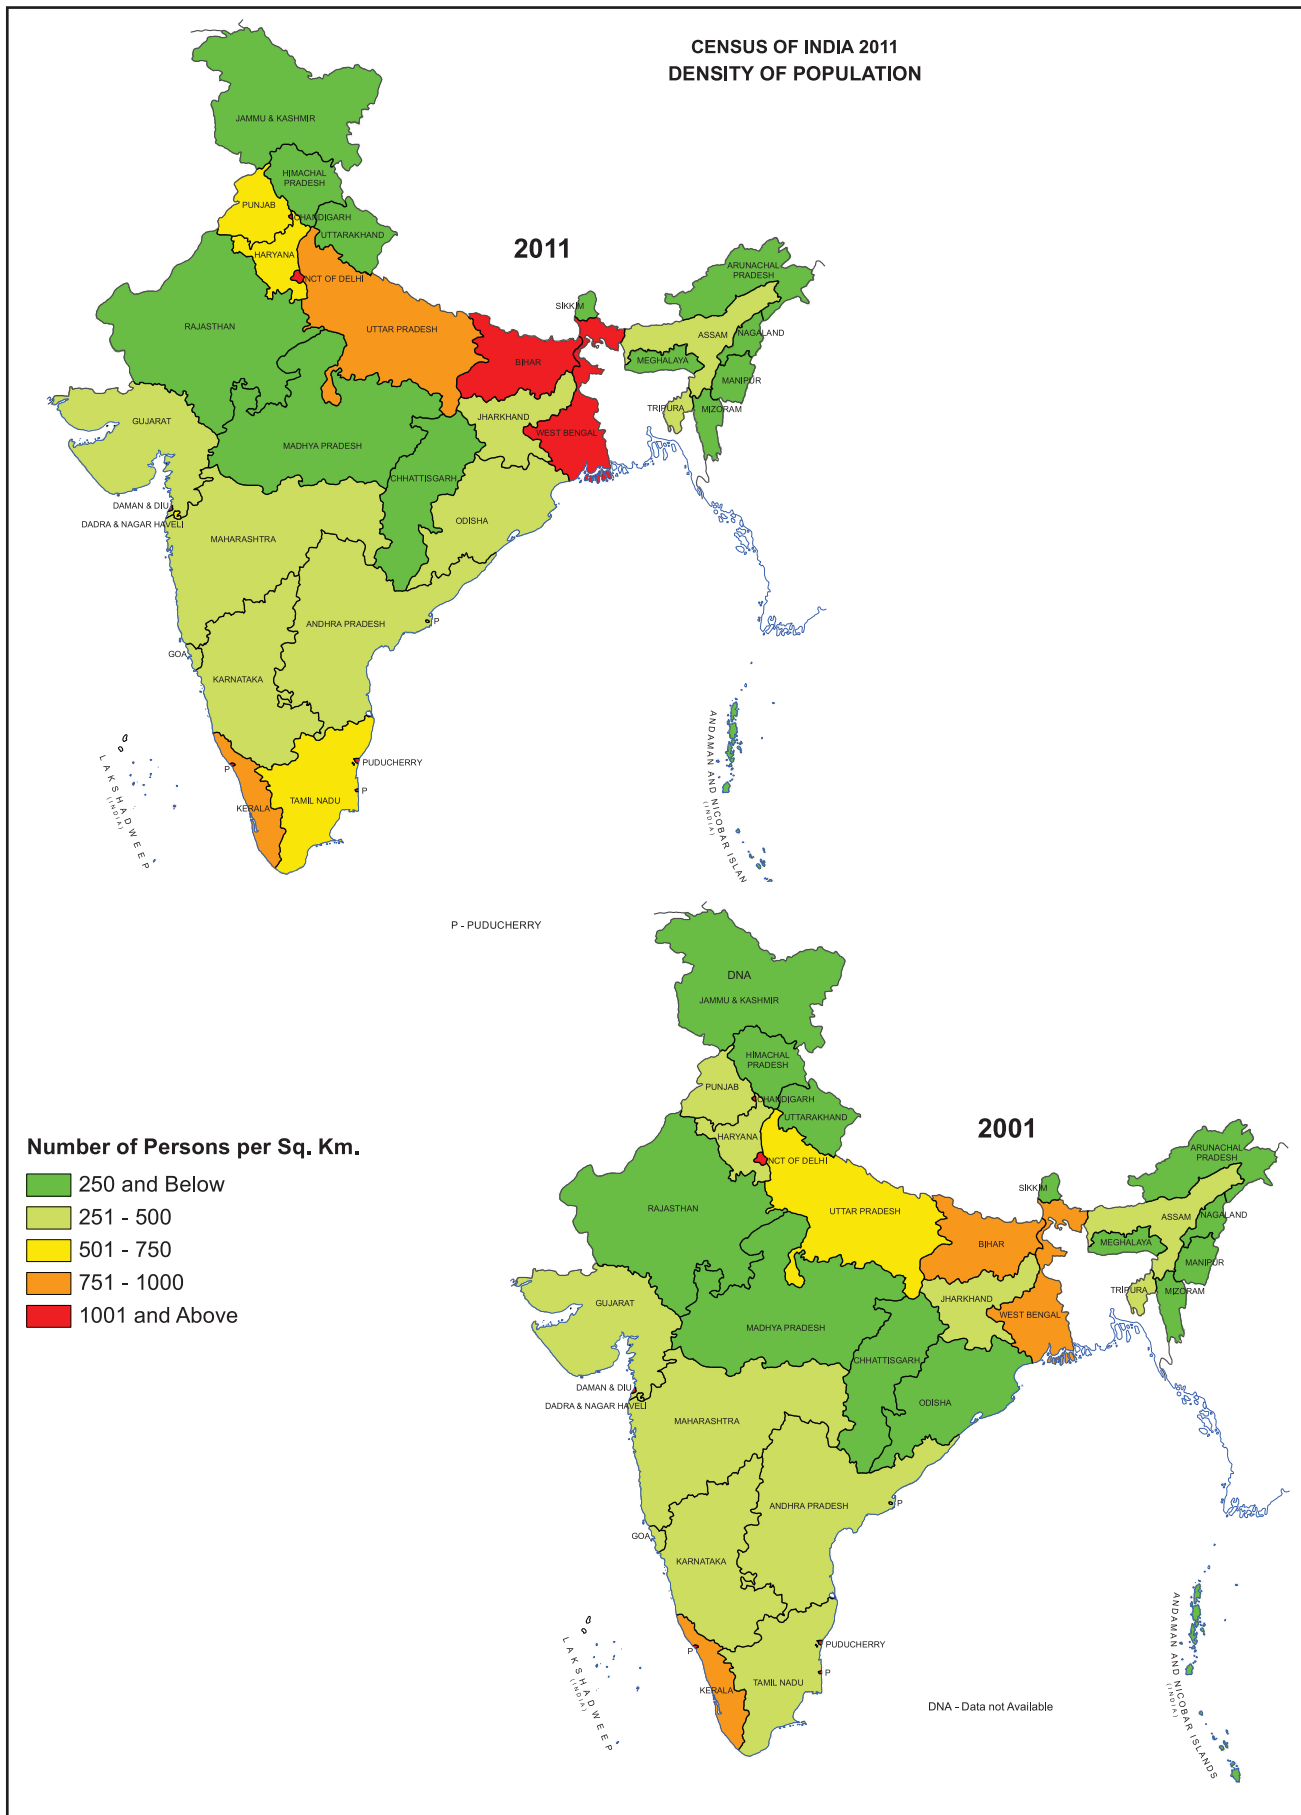 CENSUS OF INDIA 2011
DENSITY OF POPULATION
2011
JAMMU & KASHMIR
HIMACHAL
PRADESH
PUNJAB
CHANDIGARH
UTTARAKHAND
HARYANA
NCT OF DELHI
ARUNACHAL
PRADESH
SIKKIM
RAJASTHAN
UTTAR PRADESH
ASSAM
NAGALAND
BIHAR
MEGHALAYA
MANIPUR
TRIPURA
MIZORAM
GUJARAT
JHARKHAND
WEST BENGAL
MADHYA PRADESH
CHHATTISGARH
DAMAN & DIU
DADRA & NAGAR HAVELI
ODISHA
MAHARASHTRA
ANDHRA PRADESH
P
GOA
KARNATAKA
PUDUCHERRY
P
P
TAMIL NADU
KERALA
LAKSHADWEEP
(INDIA)
ANDAMAN AND NICOBAR ISLAN
(INDIA)
P - PUDUCHERRY
2001
DNA
JAMMU & KASHMIR
HIMACHAL
PRADESH
PUNJAB
CHANDIGARH
UTTARAKHAND
HARYANA
NCT OF DELHI
ARUNACHAL
PRADESH
SIKKIM
RAJASTHAN
UTTAR PRADESH
ASSAM
NAGALAND
BIHAR
MEGHALAYA
MANIPUR
TRIPURA
MIZORAM
GUJARAT
JHARKHAND
WEST BENGAL
MADHYA PRADESH
CHHATTISGARH
DAMAN & DIU
DADRA & NAGAR HAVELI
ODISHA
MAHARASHTRA
ANDHRA PRADESH
P
GOA
KARNATAKA
PUDUCHERRY
P
P
TAMIL NADU
KERALA
LAKSHADWEEP
(INDIA)
ANDAMAN AND NICOBAR ISLANDS
(INDIA)
DNA - Data not Available
Number of Persons per Sq. Km.
250 and Below
251 - 500
501 - 750
751 - 1000
1001 and Above